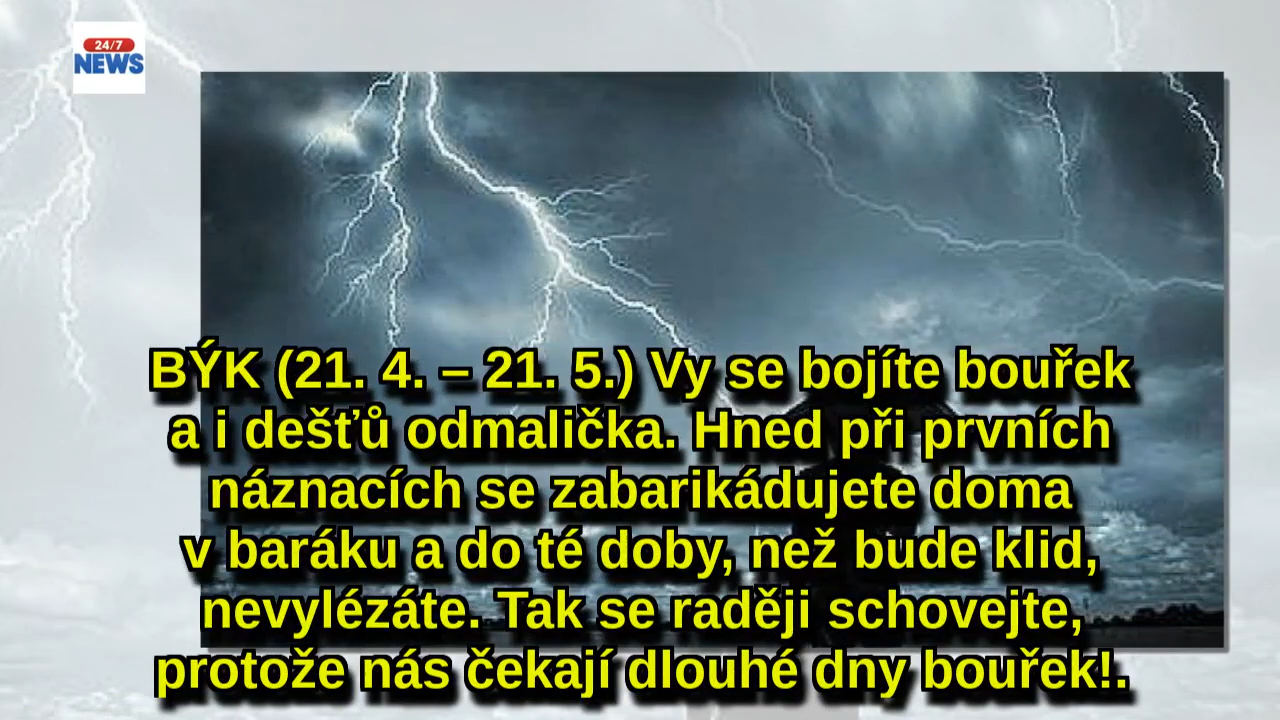 24/7
NEWS
BÝK (21. 4. – 21. 5.) Vy se bojíte bouřek
a i dešťů odmalička. Hned při prvních
náznacích se zabarikádujete doma
v baráku a do té doby, než bude klid,
nevylézáte. Tak se raději schovejte,
protože nás čekají dlouhé dny bouřek!.